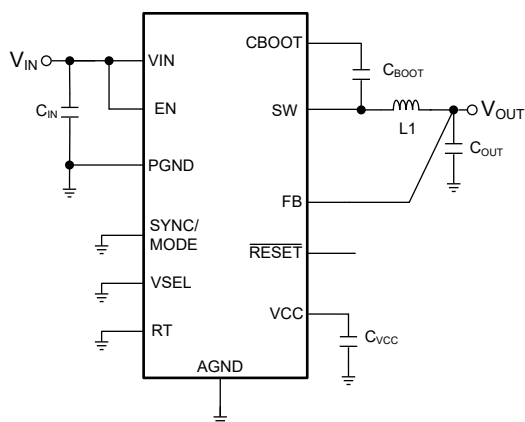 CBOOT
VIN
VIN
CBOOT
CIN
EN
SW
VOUT
L1
COUT
PGND
FB
SYNC/
MODE
RESET
VSEL
VCC
RT
CVCC
AGND